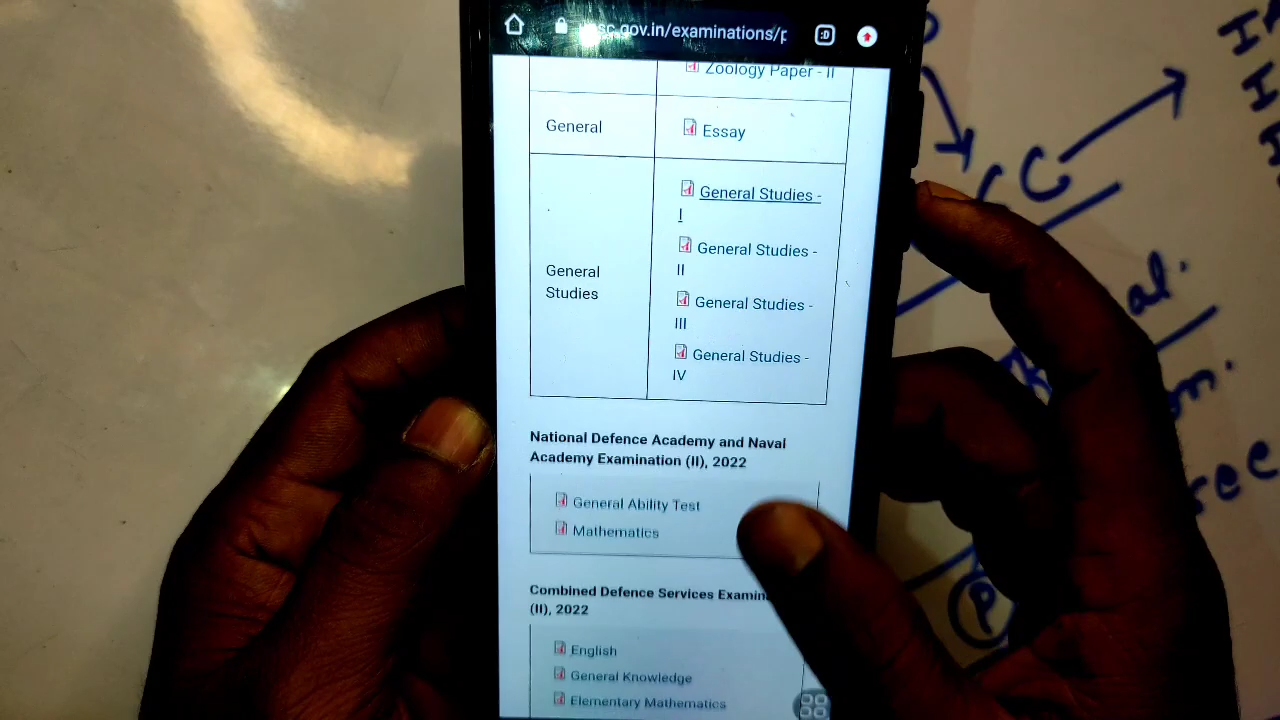 sc.gov.in/examinations/p
:D
Zoology Paper - II
General
Essay
General Studies -
I
General Studies -
II
General
Studies
General Studies -
III
General Studies -
IV
National Defence Academy and Naval
Academy Examination (II), 2022
General Ability Test
Mathematics
Combined Defence Services Examin
(II), 2022
English
General Knowledge
Elementary Mathematics
al.
P